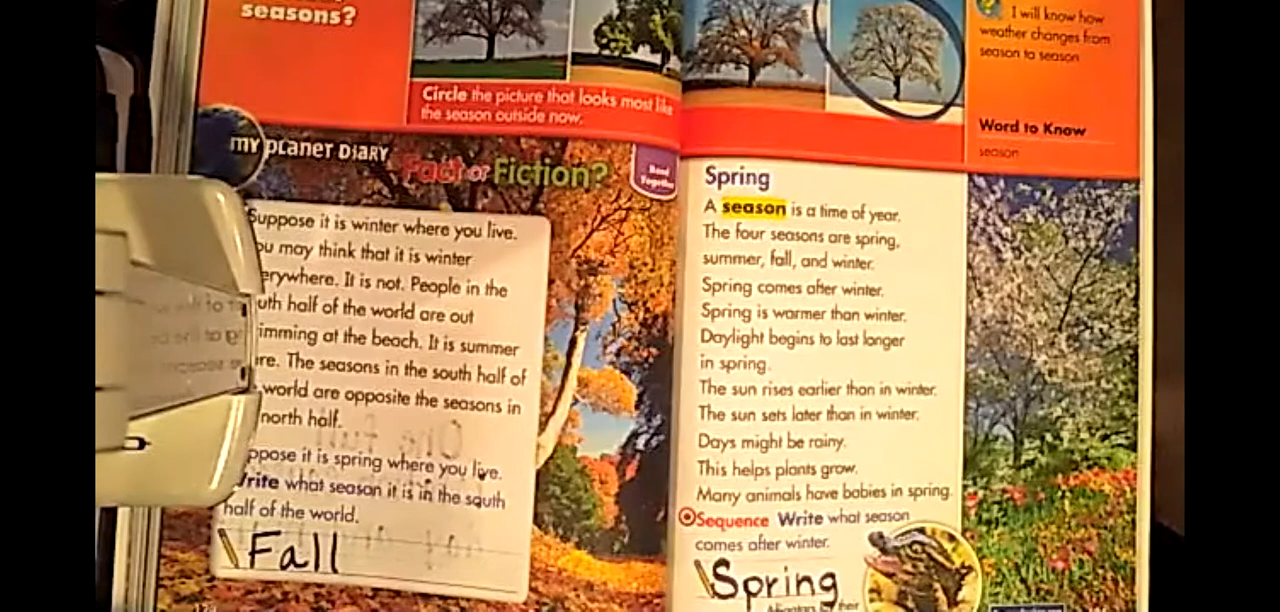 seasons?
Circle the picture that looks most like
the season outside now.
I will know how
weather changes from
season to season
Word to Know
season
my planet Diary
Fact or Fiction?
Read
Together
Suppose it is winter where you live.
may think that it is winter
It is not. People in the
half of the world are out
at the beach. It is summer
The seasons in the south half of
world are opposite the seasons in
north half.
it is spring where you live.
Write what season it is in the south
half of the world.
Fall
Spring
A season is a time of year.
The four seasons are spring,
summer, fall, and winter.
Spring comes after winter.
Spring is warmer than winter.
Daylight begins to last longer
in spring.
The sun rises earlier than in winter.
The sun sets later than in winter.
Days might be rainy.
This helps plants grow.
Many animals have babies in spring.
Sequence Write what season
comes after winter.
Spring